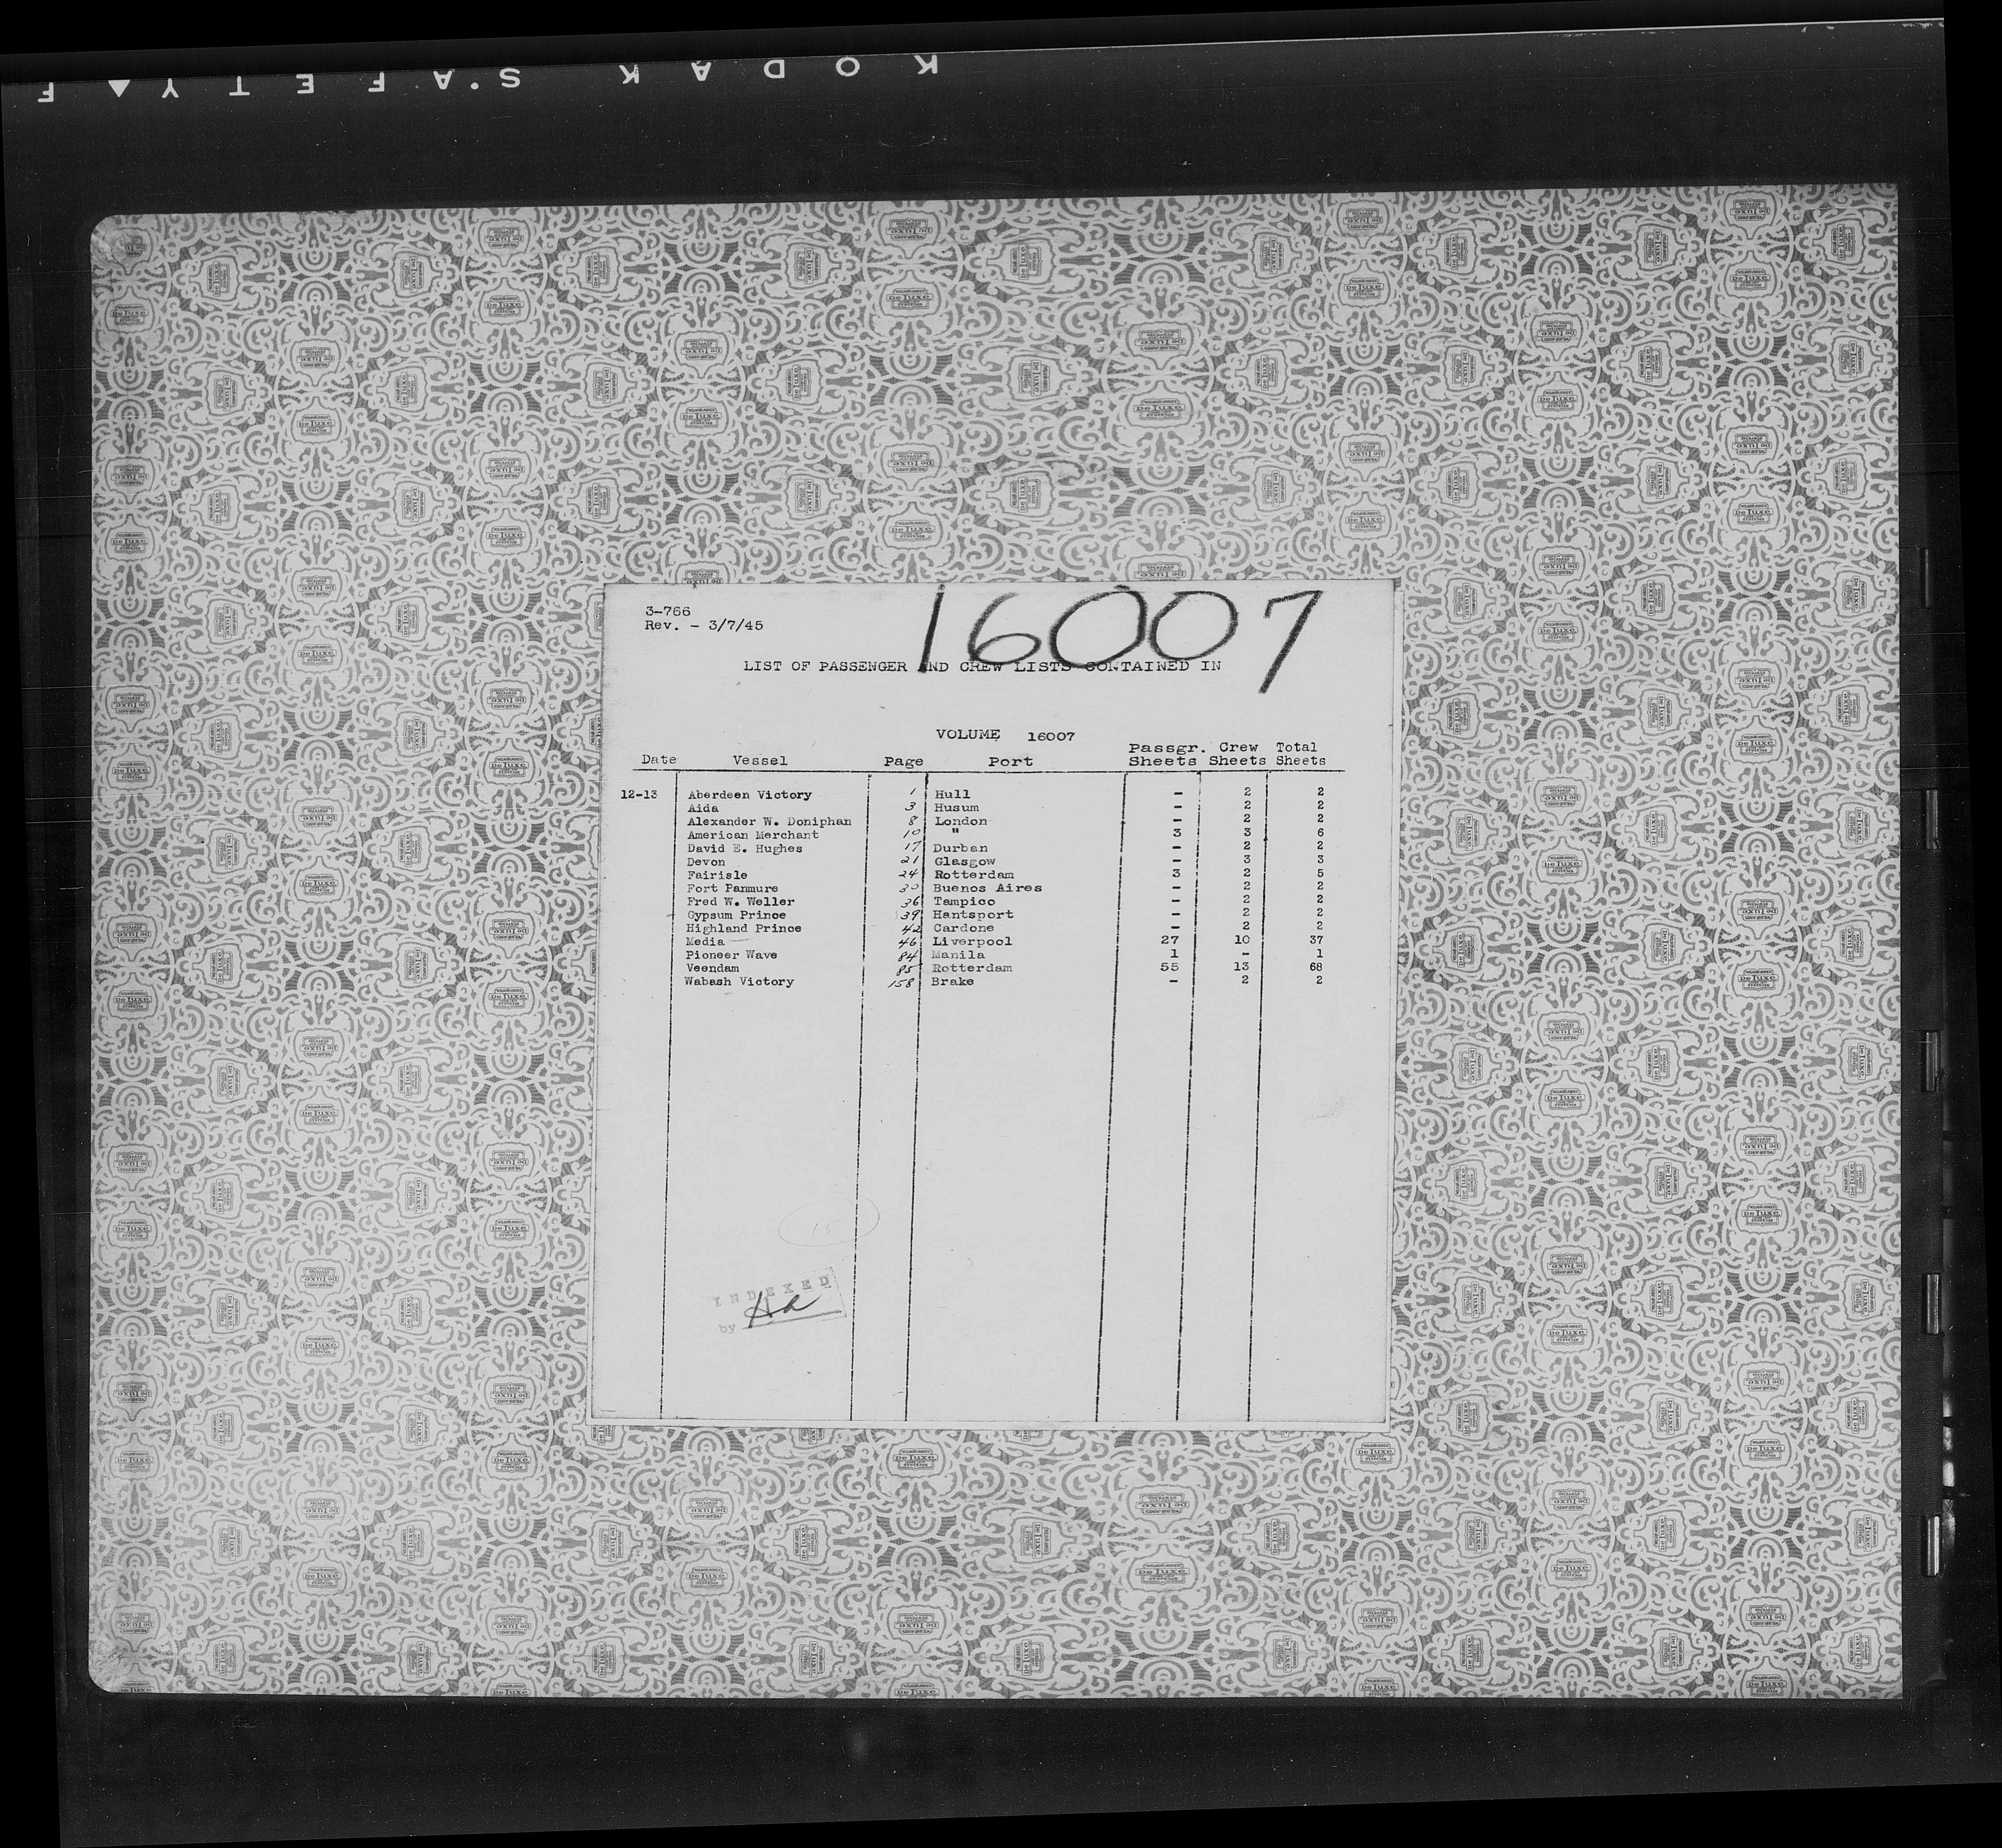 KODAK SAFETY F
16007
3-766
Rev. - 3/7/45
LIST OF PASSENGER AND CREW LISTS CONTAINED IN
VOLUME 16007
Date Vessel Page Port Passgr. Sheets Crew Sheets Total Sheets
12-13 Aberdeen Victory 1 Hull - 2 2
Aida 3 Husum - 2 2
Alexander W. Doniphan 8 London - 2 2
American Merchant 10 " 3 3 6
David E. Hughes 17 Durban - 2 2
Devon 21 Glasgow - 3 3
Fairisle 24 Rotterdam 3 2 5
Fort Panmure 30 Buenos Aires - 2 2
Fred W. Weller 36 Tampico - 2 2
Gypsum Prince 39 Hantsport - 2 2
Highland Prince 42 Cardone - 2 2
Media 46 Liverpool 27 10 37
Pioneer Wave 84 Manila 1 - 1
Veendam 85 Rotterdam 55 13 68
Wabash Victory 158 Brake - 2 2
INDEXED
by
De Luxe